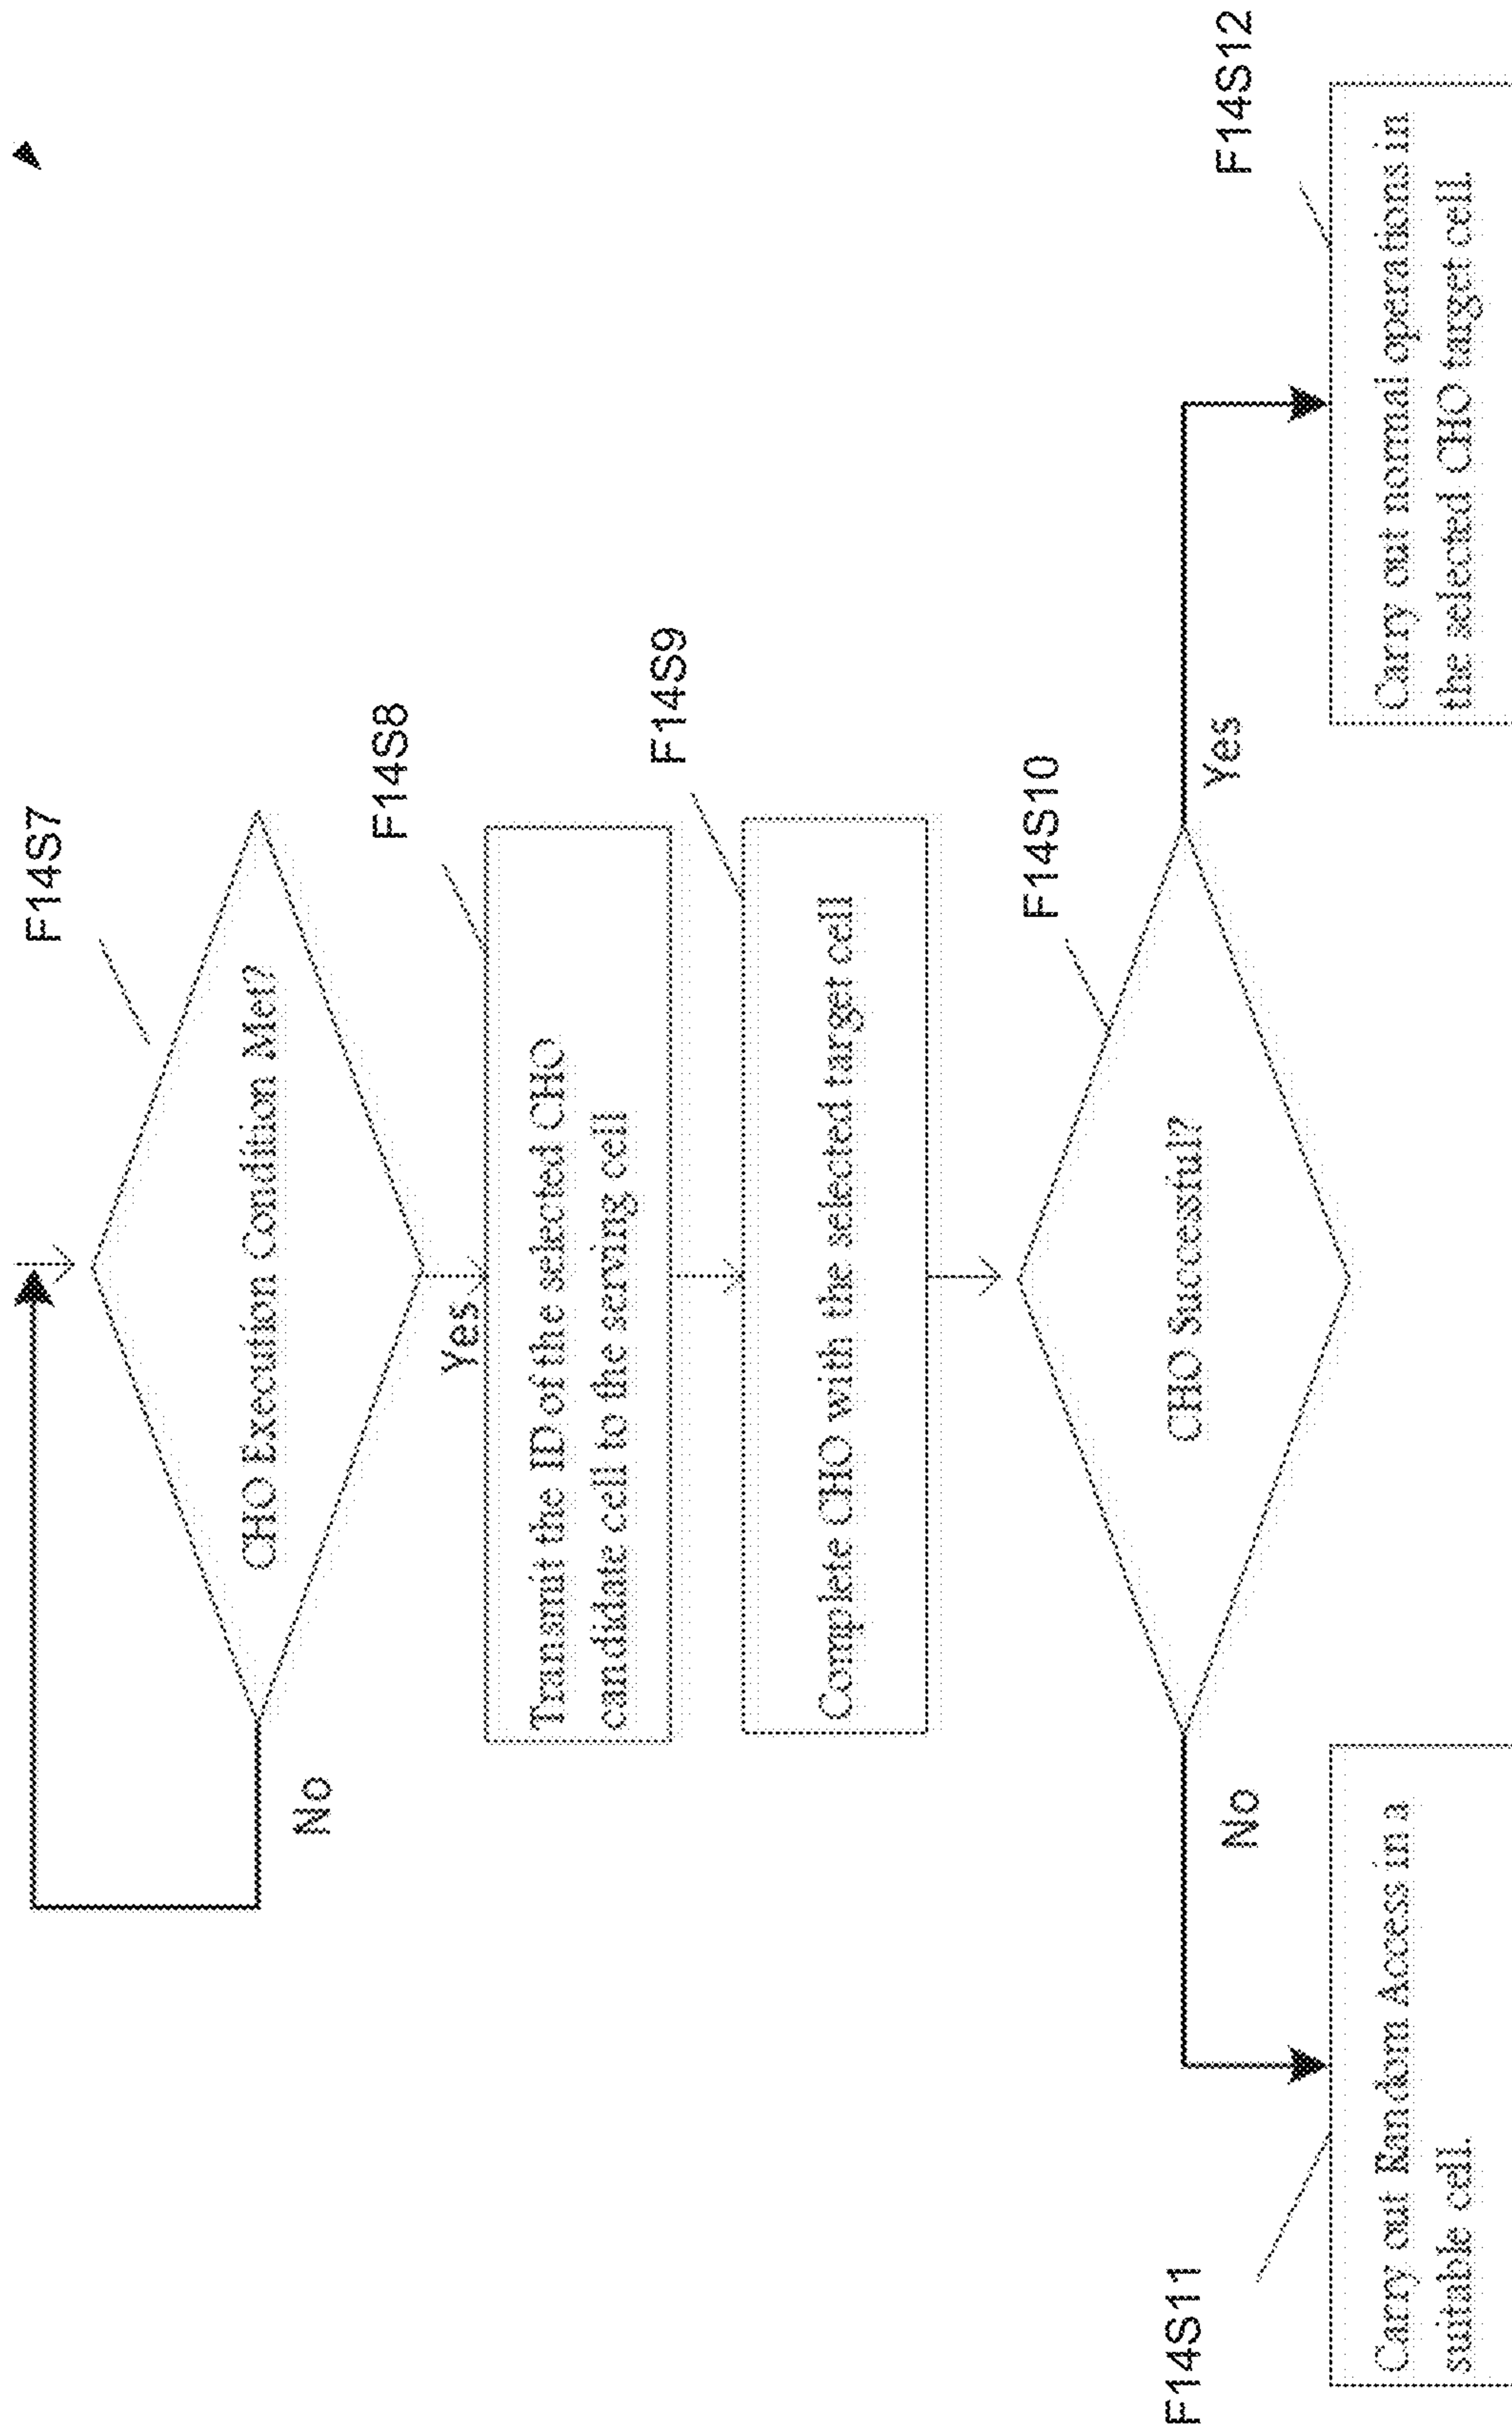 F14S7
CHO Execution Condition Met?
No
Yes
F14S8
Transmit the ID of the selected CHO
candidate cell to the serving cell
F14S9
Complete CHO with the selected target cell
F14S10
CHO Successful?
No
Yes
F14S11
Carry out Random Access in a
suitable cell.
F14S12
Carry out normal operations in
the selected CHO target cell.